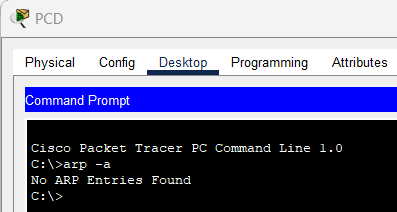 PCD
Physical Config Desktop Programming Attributes
Command Prompt
Cisco Packet Tracer PC Command Line 1.0
C:\>arp -a
No ARP Entries Found
C:\>